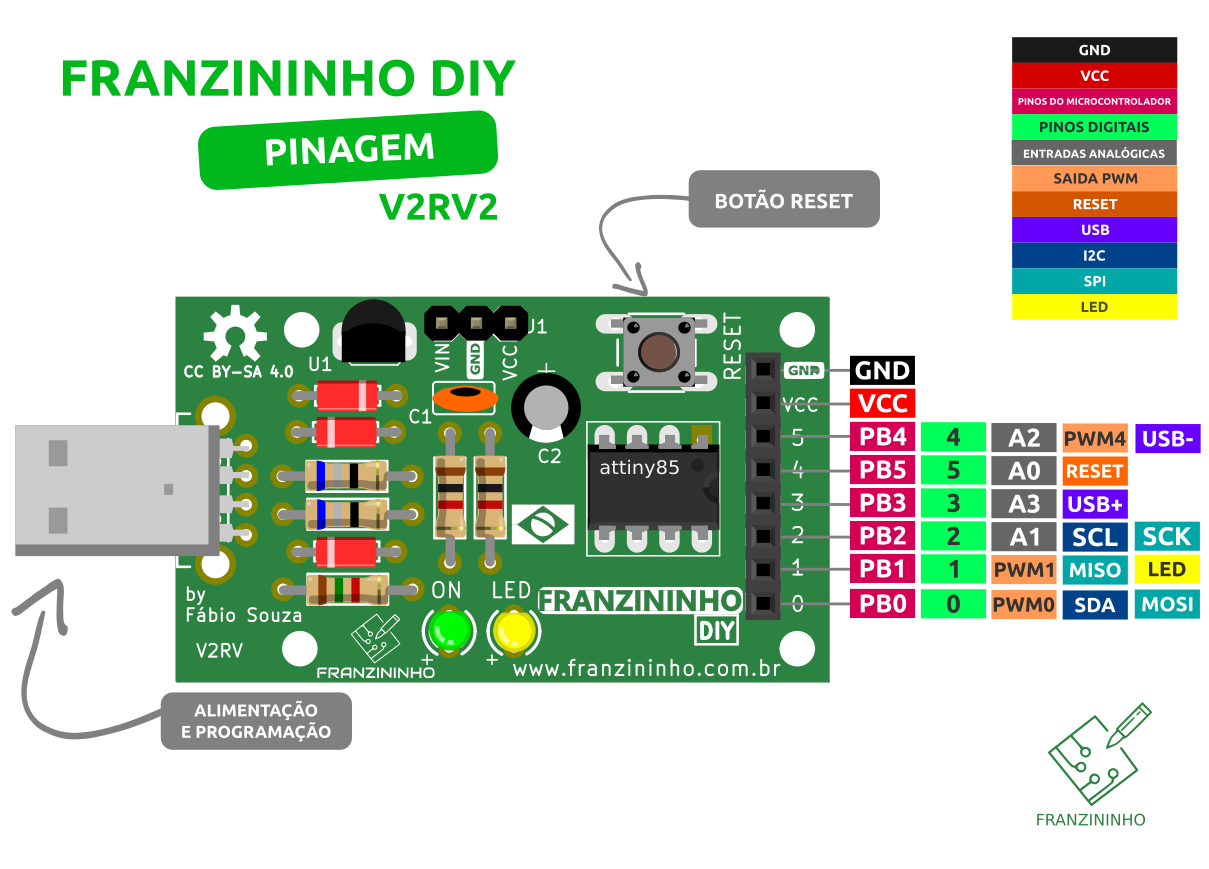 FRANZININHO DIY
PINAGEM
V2RV2
BOTÃO RESET
GND
VCC
PINOS DO MICROCONTROLADOR
PINOS DIGITAIS
ENTRADAS ANALÓGICAS
SAIDA PWM
RESET
USB
I2C
SPI
LED
CC BY-SA 4.0
U1
VIN
GND
VCC
J1
RESET
C1
C2
attiny85
GND
VCC
5
4
3
2
1
0
GND
VCC
PB4 4 A2 PWM4 USB-
PB5 5 A0 RESET
PB3 3 A3 USB+
PB2 2 A1 SCL SCK
PB1 1 PWM1 MISO LED
PB0 0 PWM0 SDA MOSI
by
Fábio Souza
V2RV
ON
LED
+
+
+
FRANZININHO
DIY
FRANZININHO
www.franzininho.com.br
ALIMENTAÇÃO
E PROGRAMAÇÃO
FRANZININHO